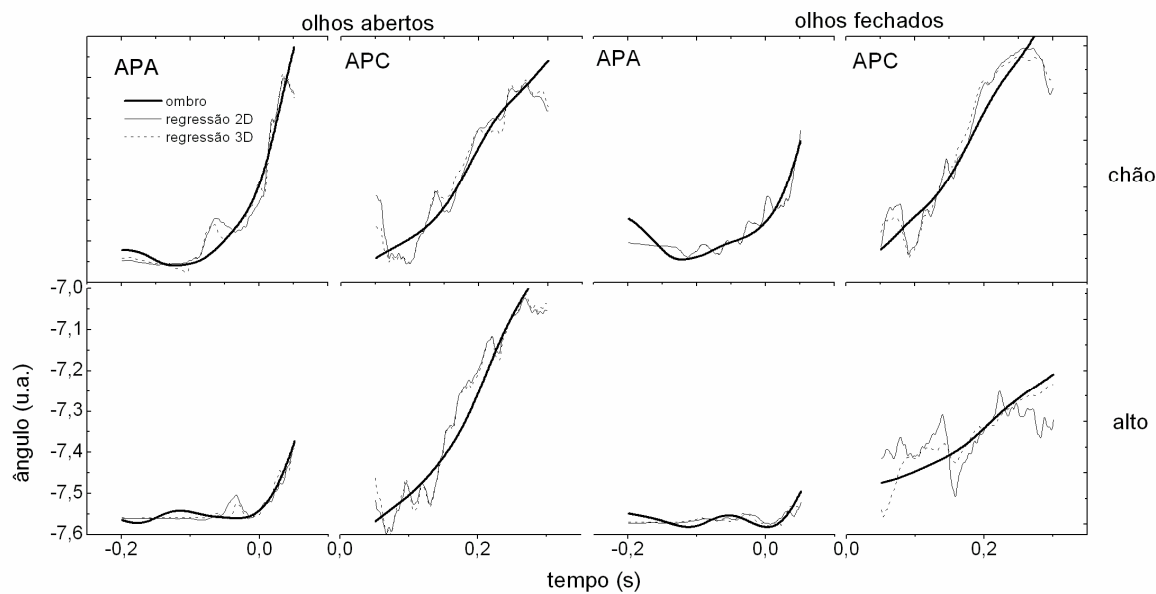 olhos abertos
olhos fechados
APA
APC
APA
APC
ombro
regressão 2D
regressão 3D
chão
-7,0
-7,1
-7,2
-7,3
-7,4
-7,5
-7,6
ângulo (u.a.)
alto
-0,2
0,0
0,0
0,2
-0,2
0,0
0,0
0,2
tempo (s)